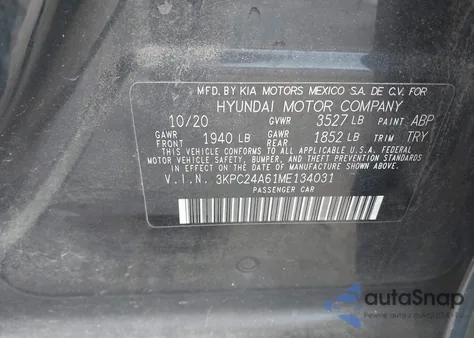 MFD. BY KIA MOTORS MEXICO S.A. DE C.V. FOR
HYUNDAI MOTOR COMPANY
10/20 GVWR 3527 LB PAINT ABP
GAWR FRONT 1940 LB GAWR REAR 1852 LB TRIM TRY
THIS VEHICLE CONFORMS TO ALL APPLICABLE U.S.A. FEDERAL
MOTOR VEHICLE SAFETY, BUMPER, AND THEFT PREVENTION
STANDARDS IN EFFECT ON THE DATE OF MANUFACTURE
SHOWN ABOVE.
V.I.N. 3KPC24A61ME134031
PASSENGER CAR
autoSnap